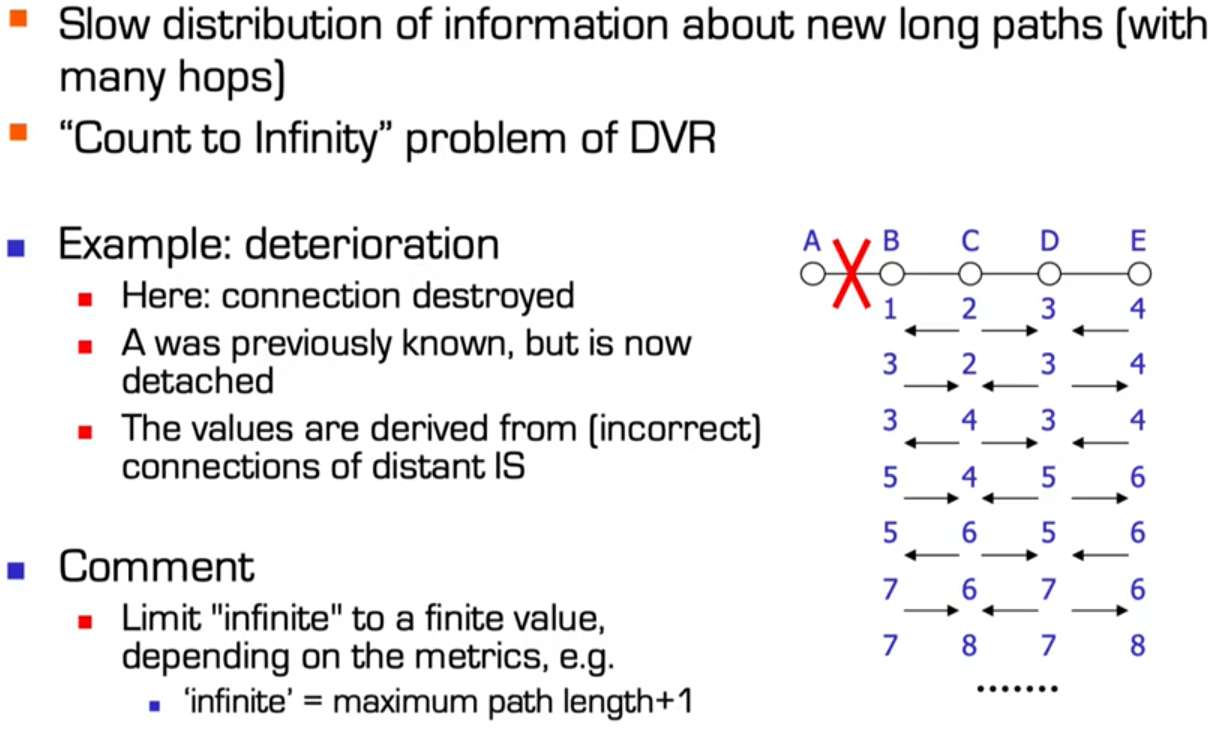 Slow distribution of information about new long paths (with
many hops)
“Count to Infinity” problem of DVR
Example: deterioration
Here: connection destroyed
A was previously known, but is now
detached
The values are derived from (incorrect)
connections of distant IS
Comment
Limit "infinite" to a finite value,
depending on the metrics, e.g.
‘infinite’ = maximum path length+1
A B C D E
1 2 3 4
3 2 3 4
3 4 3 4
5 4 5 6
5 6 5 6
7 6 7 6
7 8 7 8
........